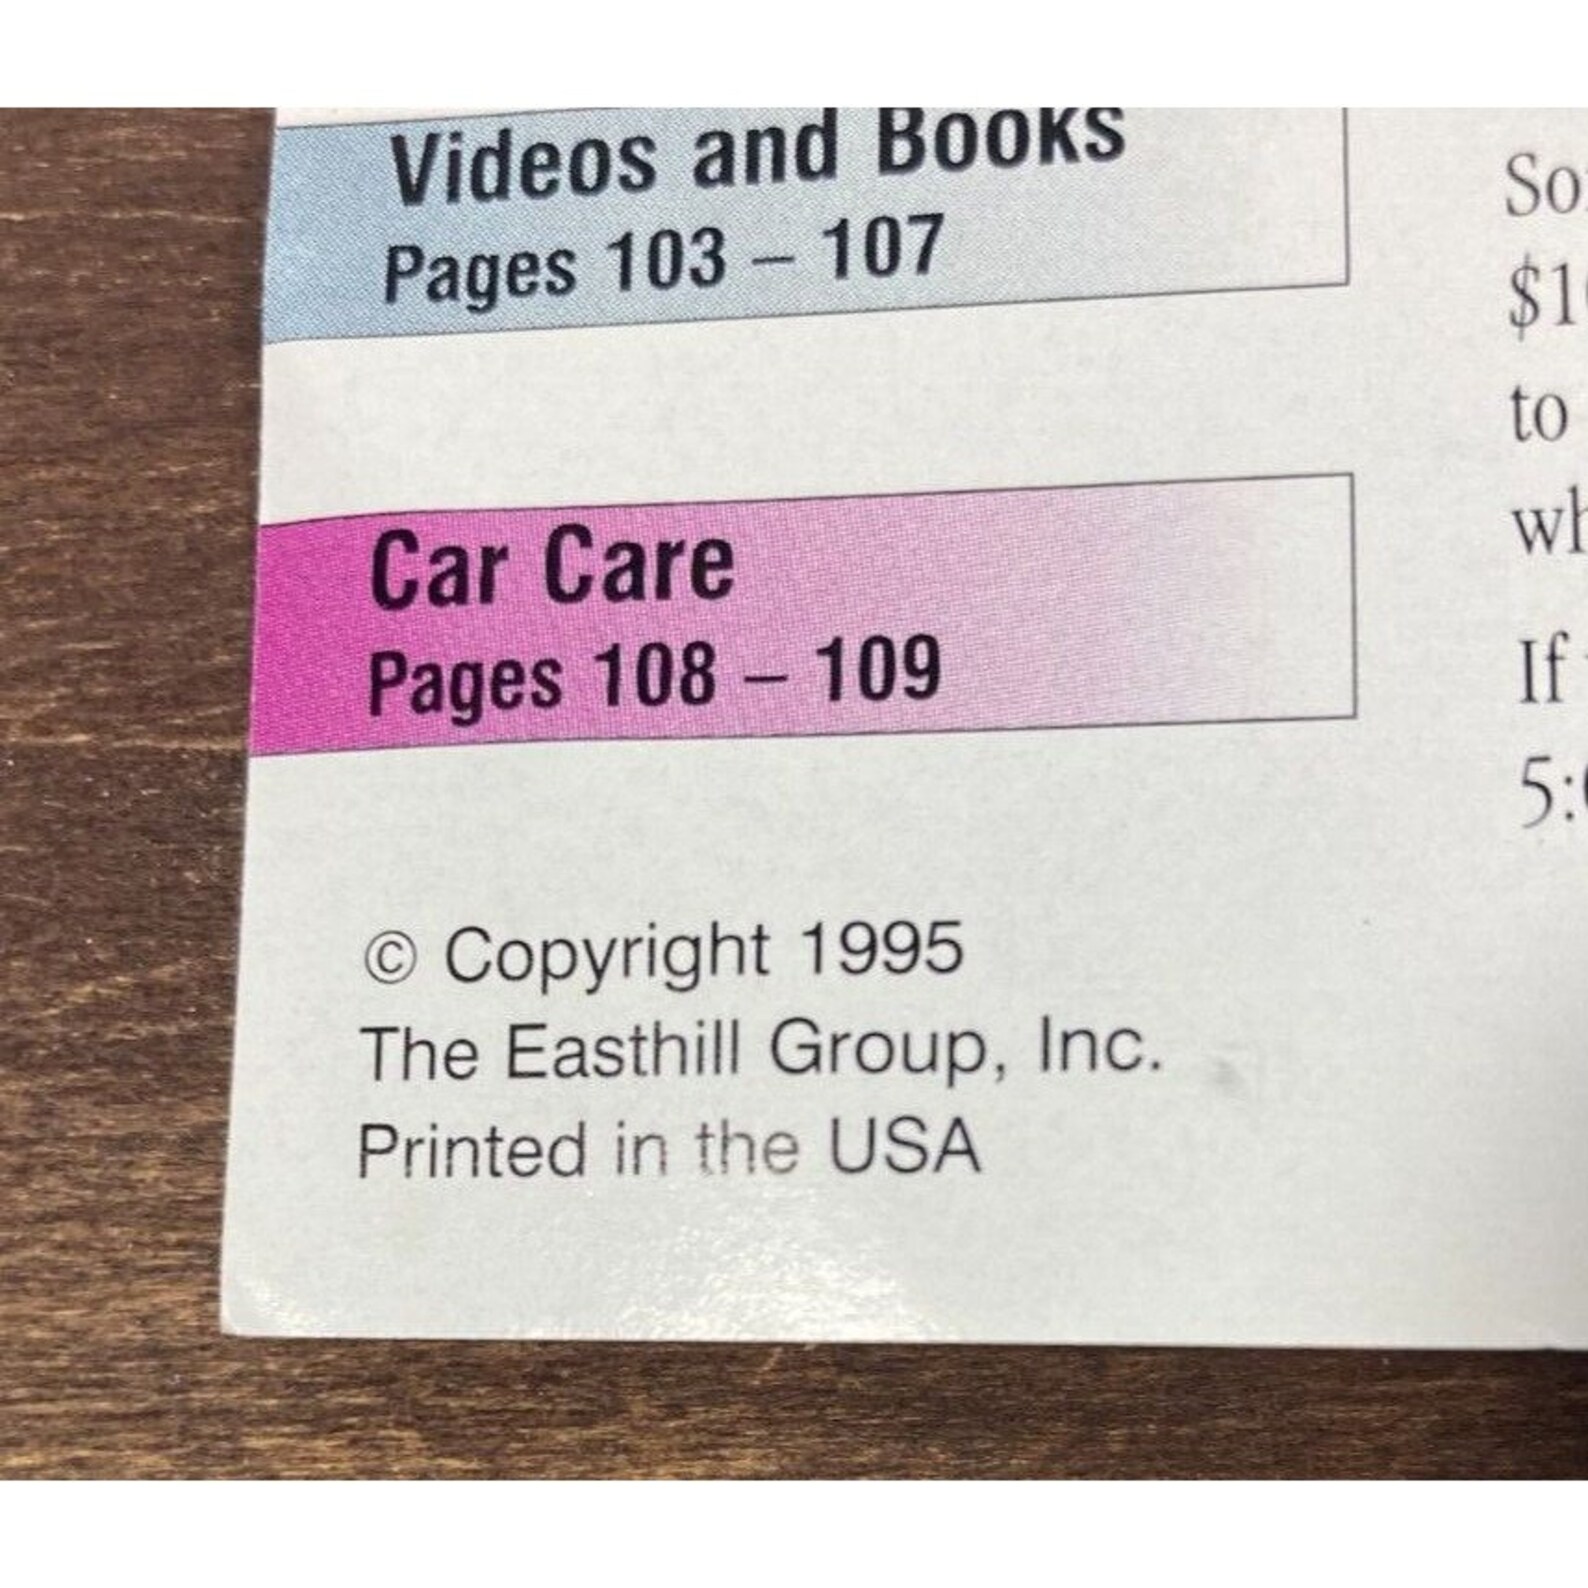 Videos and Books
Pages 103 – 107
Car Care
Pages 108 – 109
© Copyright 1995
The Easthill Group, Inc.
Printed in the USA
to
If